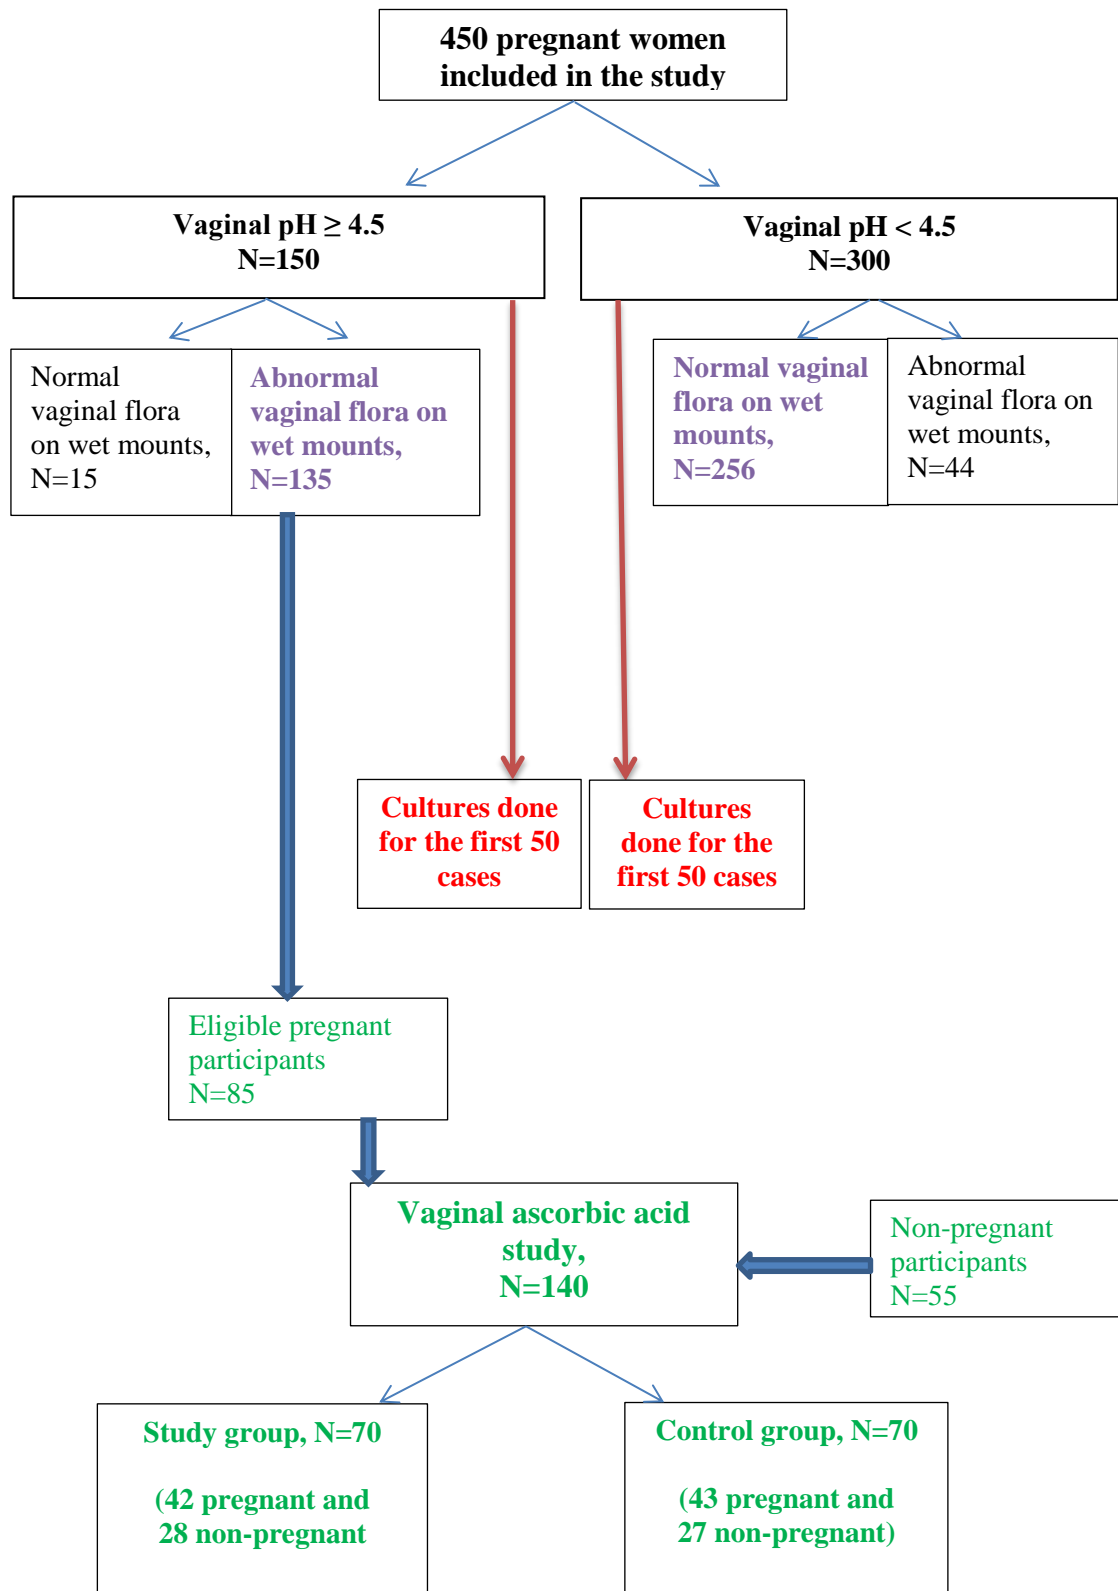 450 pregnant women
included in the study
Vaginal pH ≥ 4.5
N=150
Vaginal pH < 4.5
N=300
Normal
vaginal flora
on wet mounts,
N=15
Abnormal
vaginal flora on
wet mounts,
N=135
Normal vaginal
flora on wet
mounts,
N=256
Abnormal
vaginal flora on
wet mounts,
N=44
Cultures done
for the first 50
cases
Cultures
done for the
first 50 cases
Eligible pregnant
participants
N=85
Vaginal ascorbic acid
study,
N=140
Non-pregnant
participants
N=55
Study group, N=70
(42 pregnant and
28 non-pregnant
Control group, N=70
(43 pregnant and
27 non-pregnant)